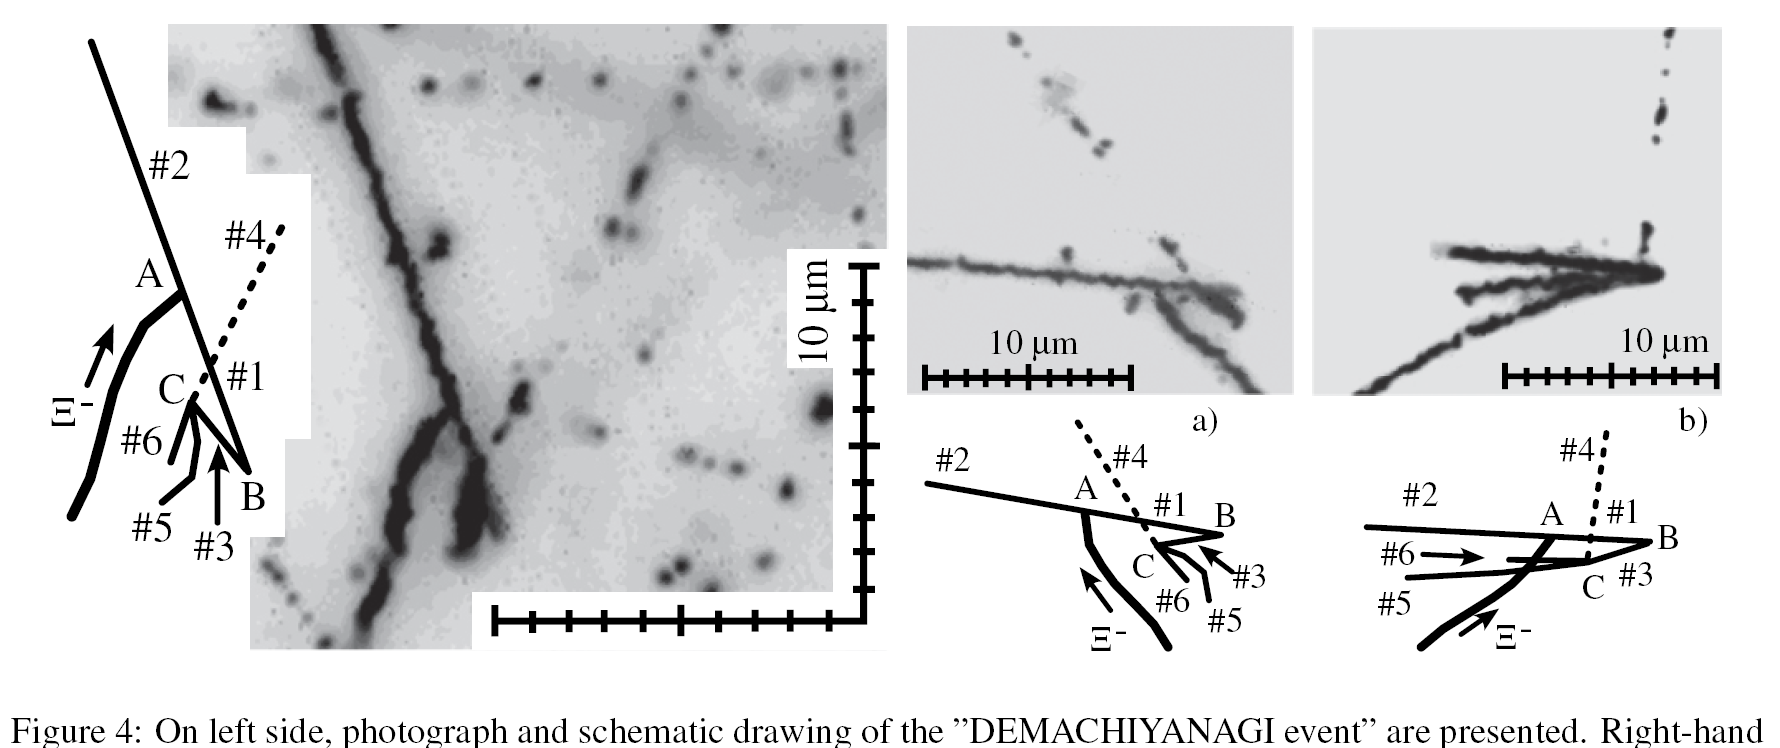 #2
#4
A
#1
C
Ξ-
#6
B
#5
#3
10 µm
10 µm
10 µm
a)
b)
#2
#4
A
#1
B
C
#3
#6
#5
Ξ-
#4
#2
A
#1
B
#6
#3
C
#5
Ξ-
Figure 4: On left side, photograph and schematic drawing of the ”DEMACHIYANAGI event” are presented. Right-hand